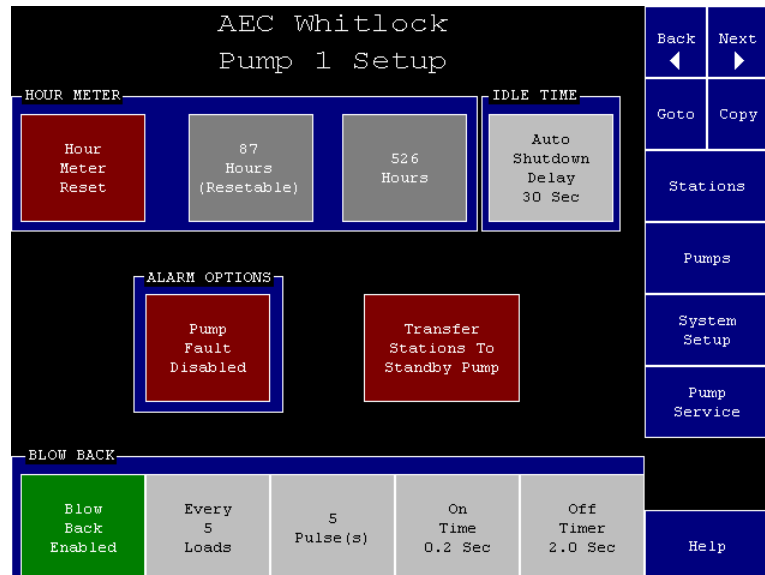 AEC Whitlock
Pump 1 Setup
Back
Next
HOUR METER
IDLE TIME
Goto
Copy
Hour
Meter
Reset
87
Hours
(Resetable)
526
Hours
Auto
Shutdown
Delay
30 Sec
Stations
Pumps
ALARM OPTIONS
Pump
Fault
Disabled
Transfer
Stations To
Standby Pump
System
Setup
Pump
Service
BLOW BACK
Blow
Back
Enabled
Every
5
Loads
5
Pulse(s)
On
Time
0.2 Sec
Off
Timer
2.0 Sec
Help